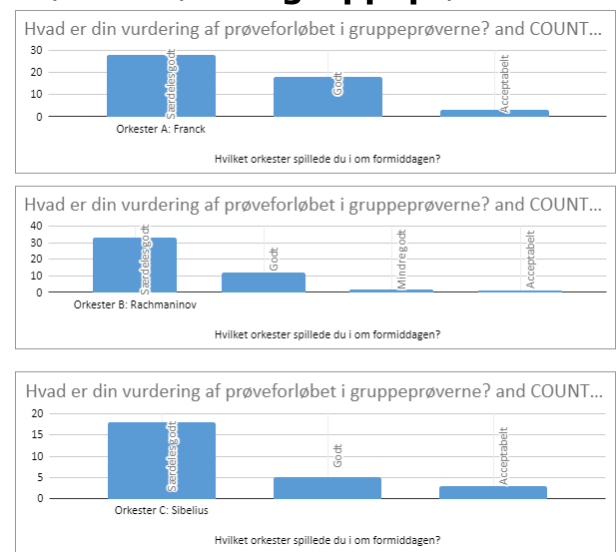 Hvad er din vurdering af prøveforløbet i gruppeprøverne? and COUNT...
30
20
10
0
Særdeles godt
Godt
Acceptabelt
Orkester A: Franck
Hvilket orkester spillede du i om formiddagen?
Hvad er din vurdering af prøveforløbet i gruppeprøverne? and COUNT...
40
30
20
10
0
Særdeles godt
Godt
Mindre godt
Acceptabelt
Orkester B: Rachmaninov
Hvilket orkester spillede du i om formiddagen?
Hvad er din vurdering af prøveforløbet i gruppeprøverne? and COUNT...
20
15
10
5
0
Særdeles godt
Godt
Acceptabelt
Orkester C: Sibelius
Hvilket orkester spillede du i om formiddagen?